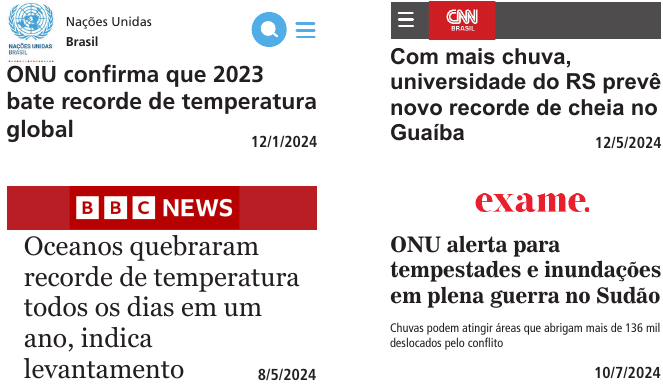 NAÇÕES UNIDAS
BRASIL
Nações Unidas
Brasil
ONU confirma que 2023
bate recorde de temperatura
global
12/1/2024
CNN
BRASIL
Com mais chuva,
universidade do RS prevê
novo recorde de cheia no
Guaíba
12/5/2024
BBC NEWS
Oceanos quebraram
recorde de temperatura
todos os dias em um
ano, indica
levantamento
8/5/2024
exame.
ONU alerta para
tempestades e inundações
em plena guerra no Sudão
Chuvas podem atingir áreas que abrigam mais de 136 mil
deslocados pelo conflito
10/7/2024